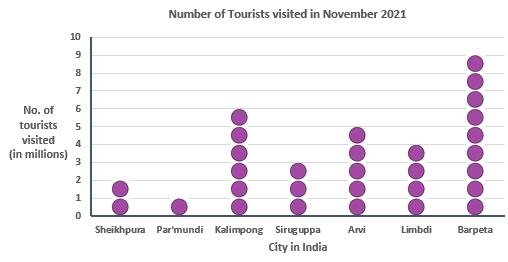 Number of Tourists visited in November 2021
10
9
8
7
6
5
4
3
2
1
0
No. of
tourists
visited
(in millions)
Sheikhpura Par'mundi Kalimpong Siruguppa Arvi Limbdi Barpeta
City in India